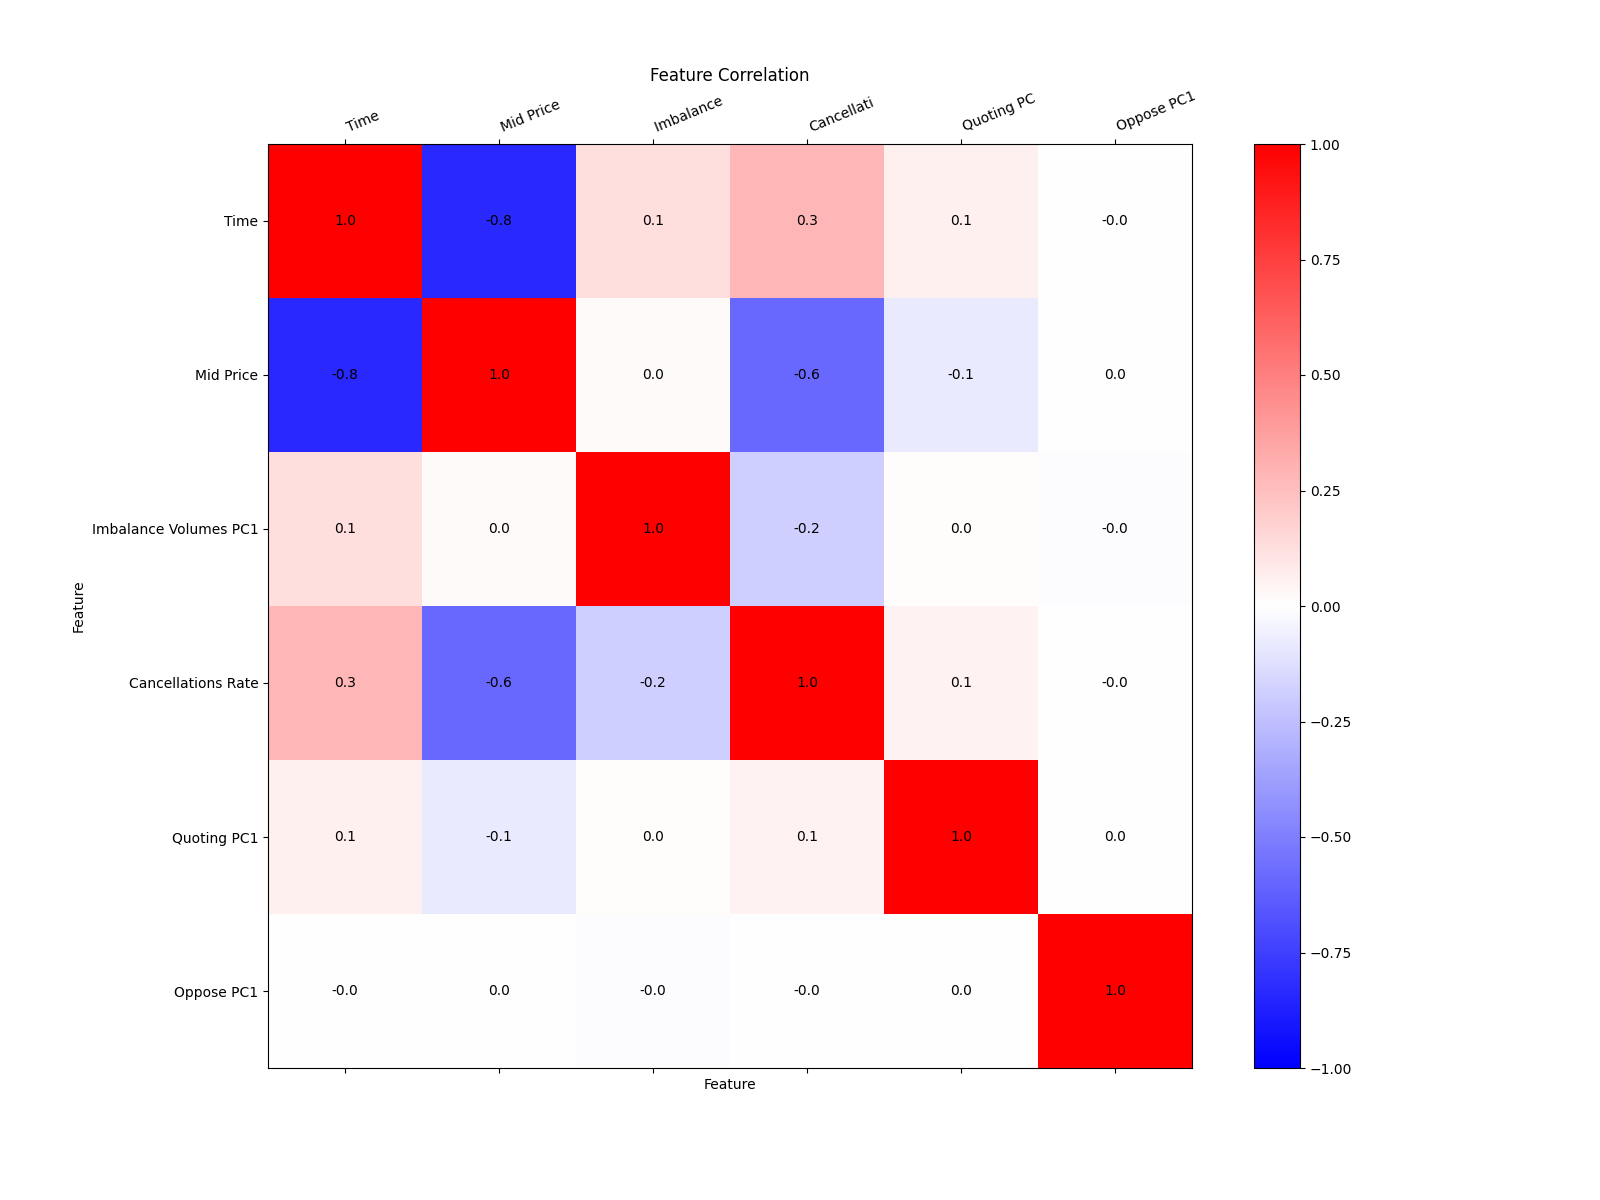 Feature Correlation
Time Mid Price Imbalance Cancellati Quoting PC Oppose PC1
Time 1.0 -0.8 0.1 0.3 0.1 -0.0
Mid Price -0.8 1.0 0.0 -0.6 -0.1 0.0
Imbalance Volumes PC1 0.1 0.0 1.0 -0.2 0.0 -0.0
Cancellations Rate 0.3 -0.6 -0.2 1.0 0.1 -0.0
Quoting PC1 0.1 -0.1 0.0 0.1 1.0 0.0
Oppose PC1 -0.0 0.0 -0.0 -0.0 0.0 1.0
Feature
Feature
1.00
0.75
0.50
0.25
0.00
−0.25
−0.50
−0.75
−1.00